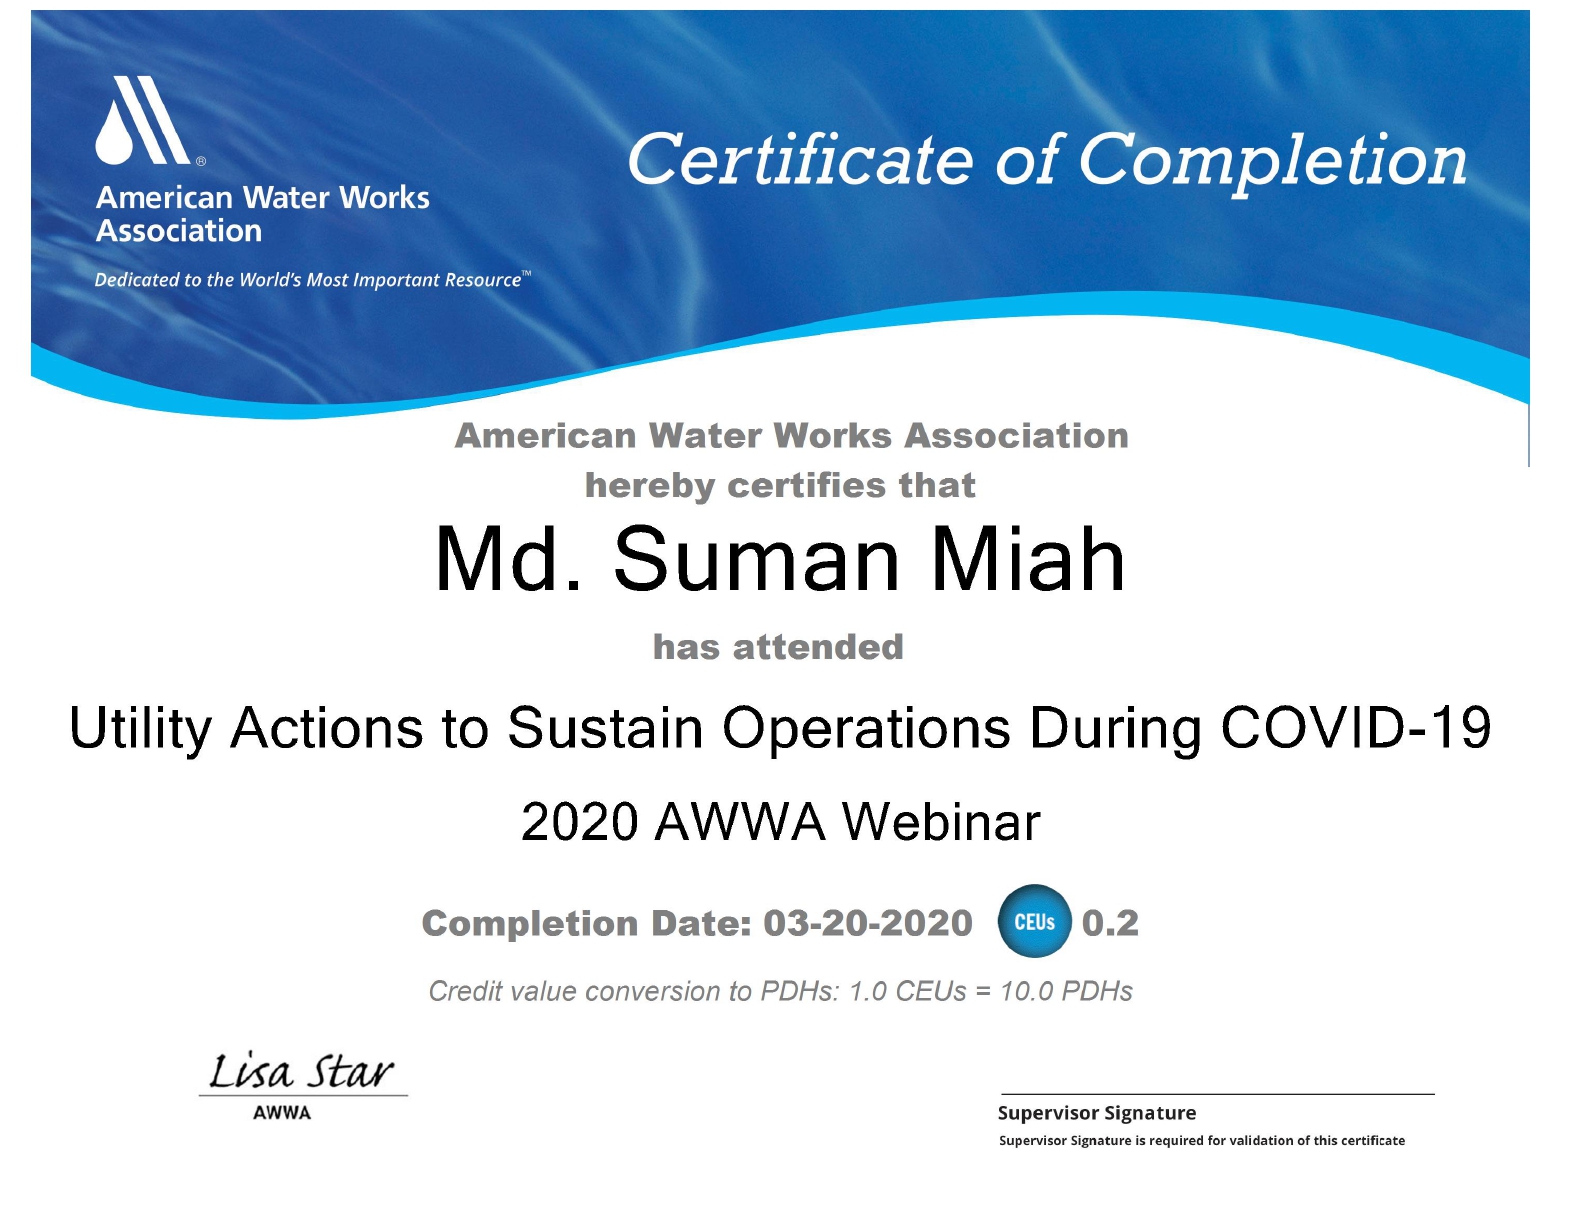 ®
American Water Works
Association
Dedicated to the World's Most Important Resource™
Certificate of Completion
American Water Works Association
hereby certifies that
Md. Suman Miah
has attended
Utility Actions to Sustain Operations During COVID-19
2020 AWWA Webinar
Completion Date: 03-20-2020 CEUs 0.2
Credit value conversion to PDHs: 1.0 CEUs = 10.0 PDHs
Lisa Star
AWWA
Supervisor Signature
Supervisor Signature is required for validation of this certificate